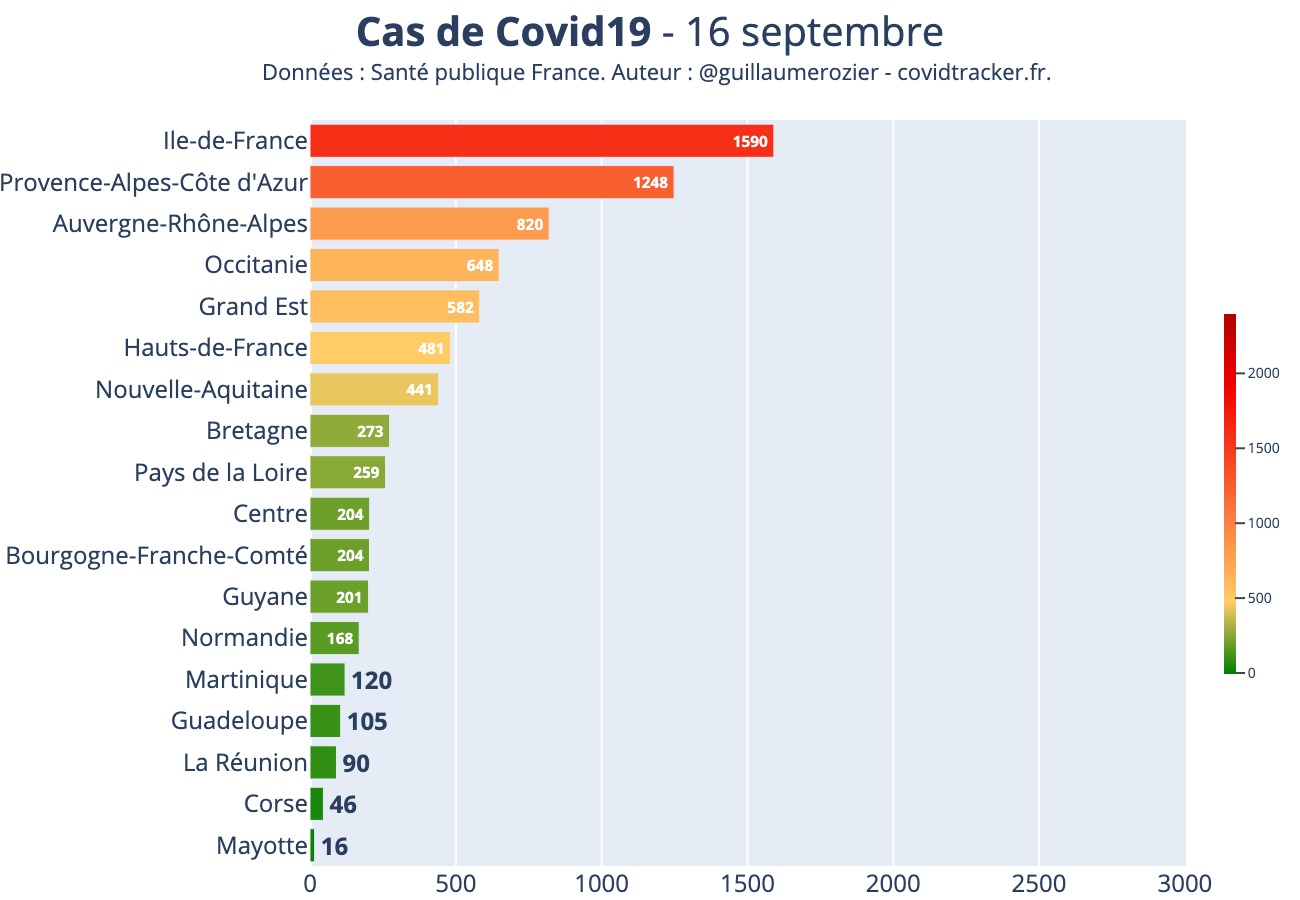 Cas de Covid19 - 16 septembre
Données : Santé publique France. Auteur : @guillaumerozier - covidtracker.fr.
Ile-de-France 1590
Provence-Alpes-Côte d'Azur 1248
Auvergne-Rhône-Alpes 820
Occitanie 648
Grand Est 582
Hauts-de-France 481
Nouvelle-Aquitaine 441
Bretagne 273
Pays de la Loire 259
Centre 204
Bourgogne-Franche-Comté 204
Guyane 201
Normandie 168
Martinique 120
Guadeloupe 105
La Réunion 90
Corse 46
Mayotte 16
0 500 1000 1500 2000 2500 3000
2000
1500
1000
500
0